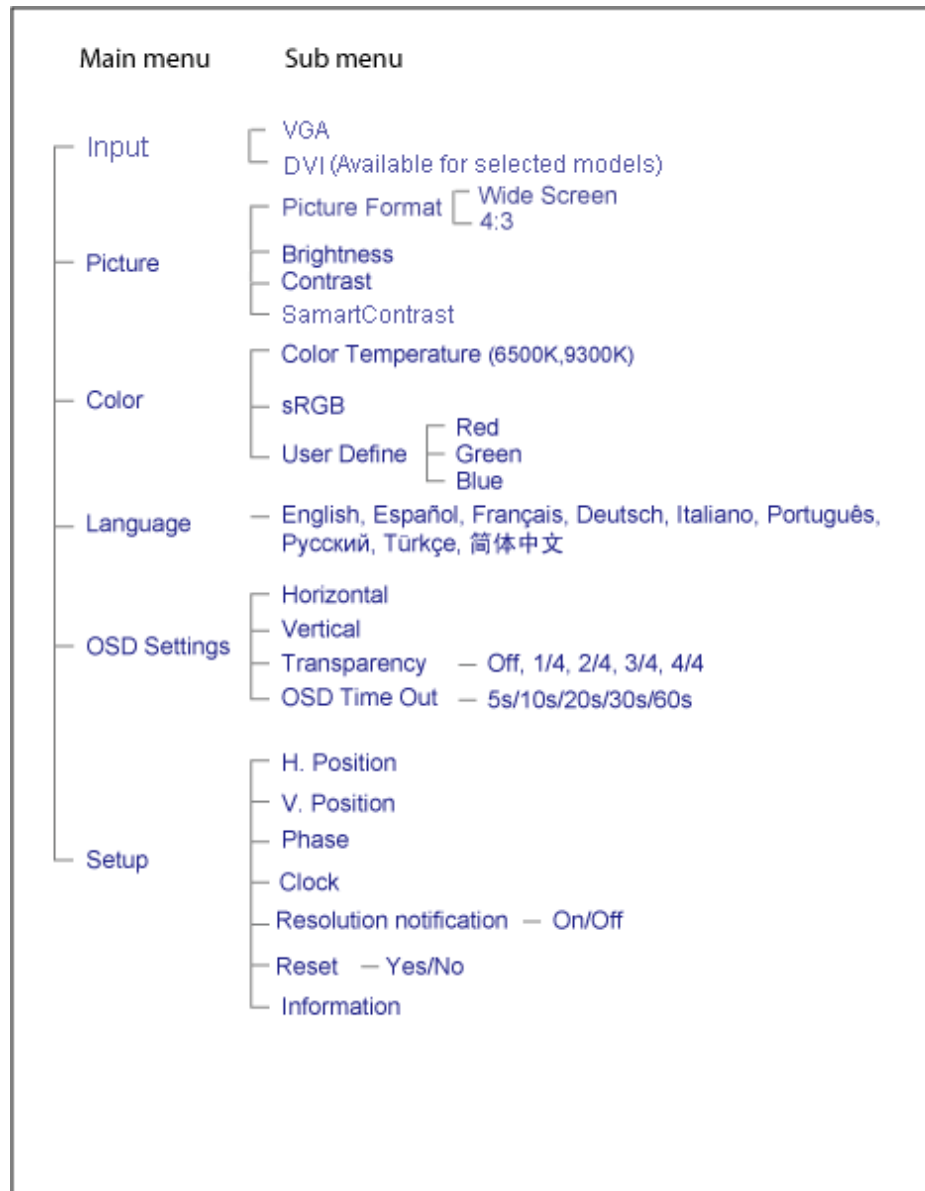 Main menu Sub menu
Input
VGA
DVI (Available for selected models)
Picture
Picture Format
Wide Screen
4:3
Brightness
Contrast
SamartContrast
Color
Color Temperature (6500K,9300K)
sRGB
User Define
Red
Green
Blue
Language
English, Español, Français, Deutsch, Italiano, Português,
Русский, Türkçe, 简体中文
OSD Settings
Horizontal
Vertical
Transparency — Off, 1/4, 2/4, 3/4, 4/4
OSD Time Out — 5s/10s/20s/30s/60s
Setup
H. Position
V. Position
Phase
Clock
Resolution notification — On/Off
Reset — Yes/No
Information